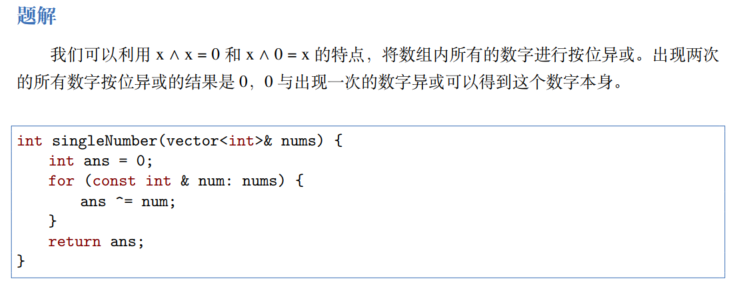 题解
我们可以利用 x ∧ x = 0 和 x ∧ 0 = x 的特点，将数组内所有的数字进行按位异或。出现两次
的所有数字按位异或的结果是 0，0 与出现一次的数字异或可以得到这个数字本身。
int singleNumber(vector<int>& nums) {
    int ans = 0;
    for (const int & num: nums) {
        ans ^= num;
    }
    return ans;
}